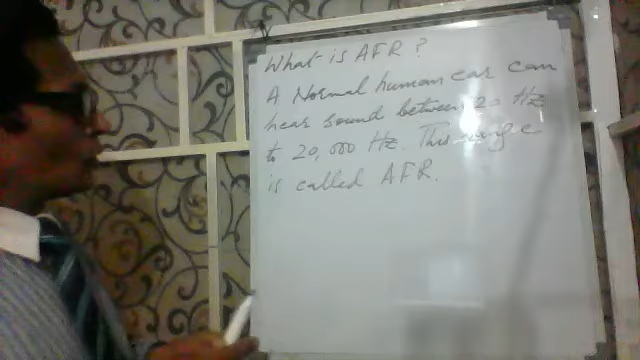 What is AFR?
A Normal human ear can
hear sound between 20 Hz
to 20,000 Hz. This range
is called AFR.